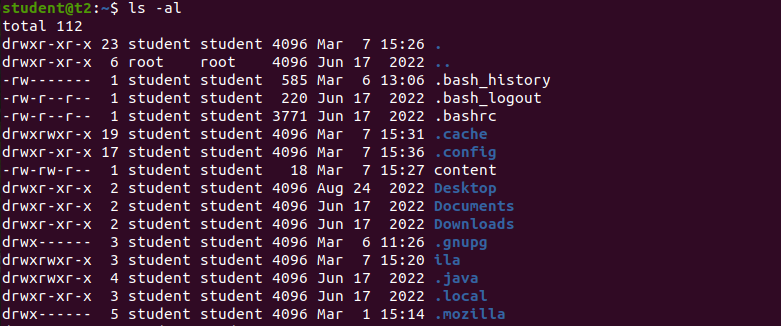 student@t2:~$ ls -al
total 112
drwxr-xr-x 23 student student 4096 Mar  7 15:26 .
drwxr-xr-x  6 root    root    4096 Jun 17  2022 ..
-rw-------  1 student student  585 Mar  6 13:06 .bash_history
-rw-r--r--  1 student student  220 Jun 17  2022 .bash_logout
-rw-r--r--  1 student student 3771 Jun 17  2022 .bashrc
drwxrwxr-x 19 student student 4096 Mar  7 15:31 .cache
drwxr-xr-x 17 student student 4096 Mar  7 15:36 .config
-rw-rw-r--  1 student student   18 Mar  7 15:27 content
drwxr-xr-x  2 student student 4096 Aug 24  2022 Desktop
drwxr-xr-x  2 student student 4096 Jun 17  2022 Documents
drwxr-xr-x  2 student student 4096 Jun 17  2022 Downloads
drwx------  3 student student 4096 Mar  6 11:26 .gnupg
drwxrwxr-x  3 student student 4096 Mar  7 15:20 ila
drwxrwxr-x  4 student student 4096 Jun 17  2022 .java
drwxr-xr-x  3 student student 4096 Jun 17  2022 .local
drwx------  5 student student 4096 Mar  1 15:14 .mozilla